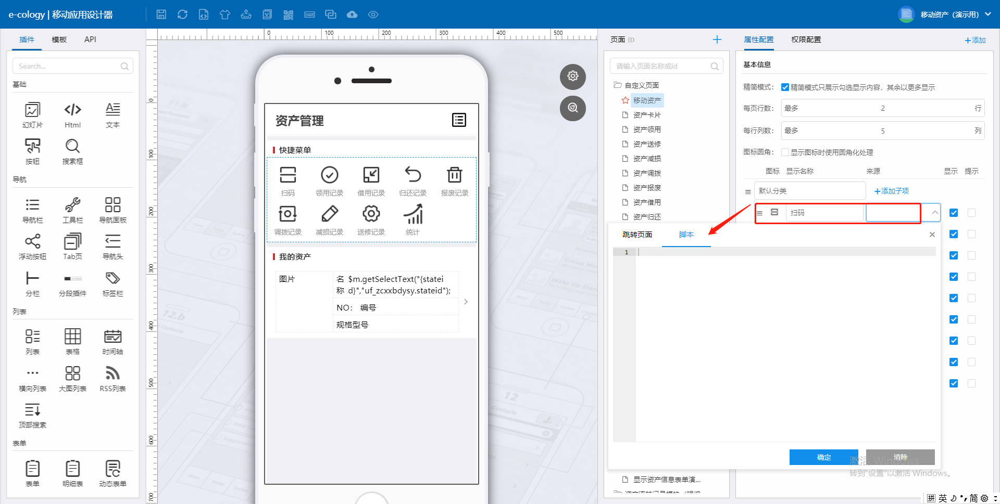 e-cology | 移动应用设计器
移动资产（演示用）
插件 模板 API
Search...
基础
幻灯片 Html 文本
按钮 搜索框
导航
导航栏 工具栏 导航面板
浮动按钮 Tab页 导航头
分栏 分段插件 标签栏
列表
列表 表格 时间轴
横向列表 大图列表 RSS列表
顶部搜索
表单
表单 明细表 动态表单
0 100 200 300 400 500
0
100
200
300
400
500
600
700
资产管理
快捷菜单
扫码 领用记录 借用记录 归还记录 报废记录
调拨记录 减损记录 送修记录 统计
我的资产
图片
名称 $m.getSelectText("{stateid}","uf_zcxxbdysy.stateid");
NO： 编号
规格型号
页面 ID
请输入页面名称或id
自定义页面
移动资产
资产卡片
资产领用
资产送修
资产减损
资产调拨
资产报废
资产借用
资产归还
显示资产信息表单演...
属性配置 权限配置 添加
基本信息
精简模式： 精简模式只展示勾选显示内容，其余以更多显示
每页行数： 最多 2 行
每行列数： 最多 5 列
图标圆角： 显示图标时使用圆角化处理
图标 显示名称 来源 显示 提示
默认分类 添加子项
扫码
跳转页面 脚本
1
确定 清除
激活 Windows
转到"设置"以激活 Windows。
拼 英 简